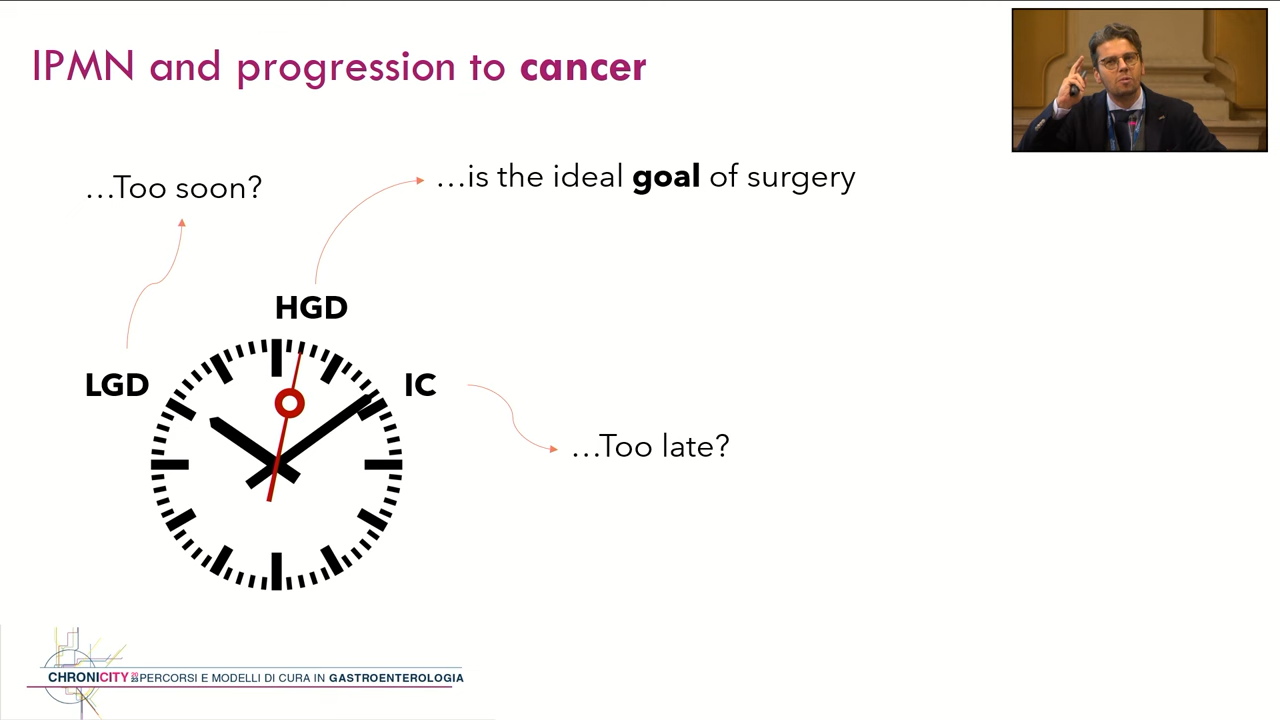 IPMN and progression to cancer
…Too soon?
…is the ideal goal of surgery
HGD
LGD
IC
…Too late?
CHRONICITY 2023 PERCORSI E MODELLI DI CURA IN GASTROENTEROLOGIA